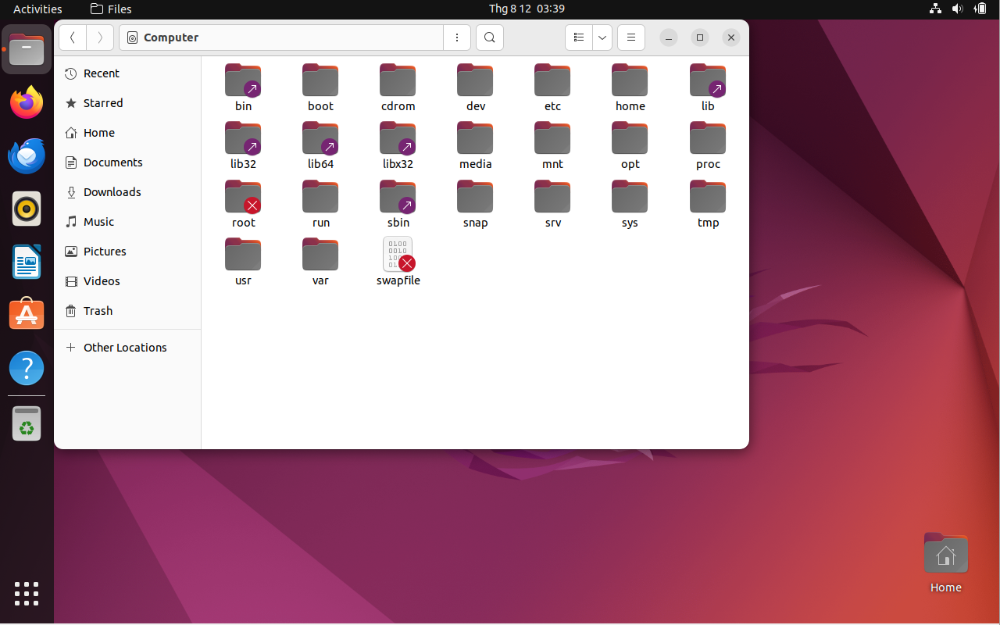 Activities Files Thg 8 12 03:39
Computer
Recent
Starred
Home
Documents
Downloads
Music
Pictures
Videos
Trash
Other Locations
bin boot cdrom dev etc home lib
lib32 lib64 libx32 media mnt opt proc
root run sbin snap srv sys tmp
usr var swapfile
Home